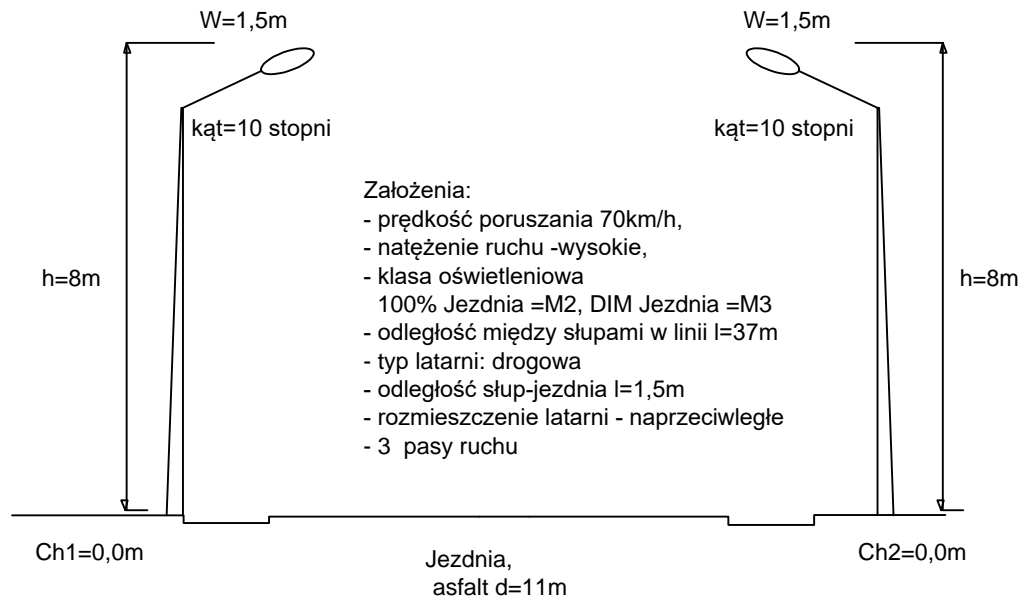 W=1,5m
W=1,5m
kąt=10 stopni
kąt=10 stopni
Założenia:
- prędkość poruszania 70km/h,
- natężenie ruchu -wysokie,
- klasa oświetleniowa
100% Jezdnia =M2, DIM Jezdnia =M3
- odległość między słupami w linii l=37m
- typ latarni: drogowa
- odległość słup-jezdnia l=1,5m
- rozmieszczenie latarni - naprzeciwległe
- 3 pasy ruchu
h=8m
h=8m
Ch1=0,0m
Ch2=0,0m
Jezdnia,
asfalt d=11m